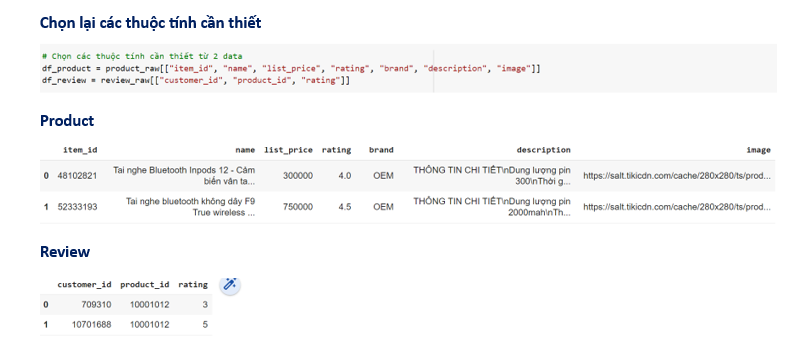 Chọn lại các thuộc tính cần thiết
# Chọn các thuộc tính cần thiết từ 2 data
df_product = product_raw[["item_id", "name", "list_price", "rating", "brand", "description", "image"]]
df_review = review_raw[["customer_id", "product_id", "rating"]]
Product
item_id name list_price rating brand description image
0 48102821 Tai nghe Bluetooth Inpods 12 - Cảm biến vân ta... 300000 4.0 OEM THÔNG TIN CHI TIẾT\nDung lượng pin 300\nThời g... https://salt.tikicdn.com/cache/280x280/ts/prod...
1 52333193 Tai nghe bluetooth không dây F9 True wireless ... 750000 4.5 OEM THÔNG TIN CHI TIẾT\nDung lượng pin 2000mah\nTh... https://salt.tikicdn.com/cache/280x280/ts/prod...
Review
customer_id product_id rating
0 709310 10001012 3
1 10701688 10001012 5